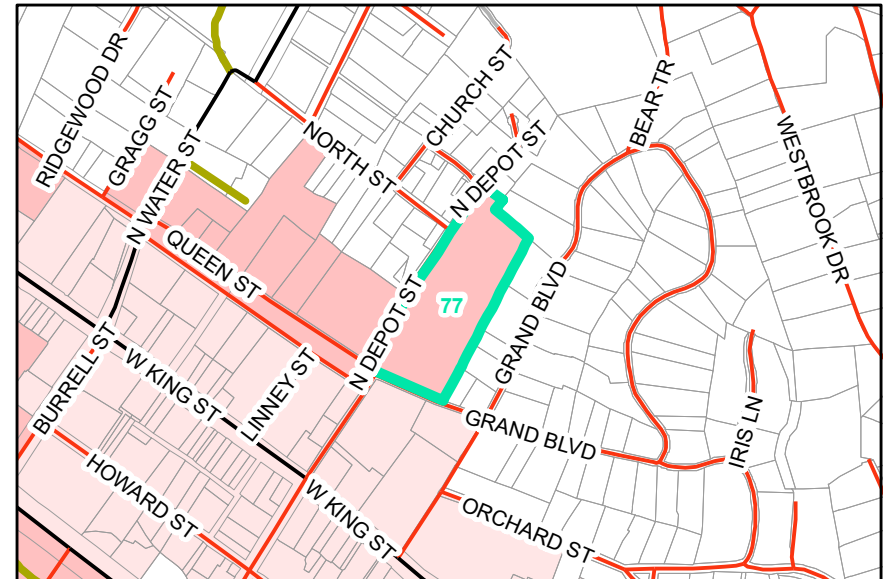 RIDGEWOOD DR
GRAGG ST
N WATER ST
NORTH ST
CHURCH ST
N DEPOT ST
BEAR TR
WESTBROOK DR
QUEEN ST
N DEPOT ST
77
GRAND BLVD
BURRELL ST
W KING ST
LINNEY ST
GRAND BLVD
IRIS LN
HOWARD ST
W KING ST
ORCHARD ST